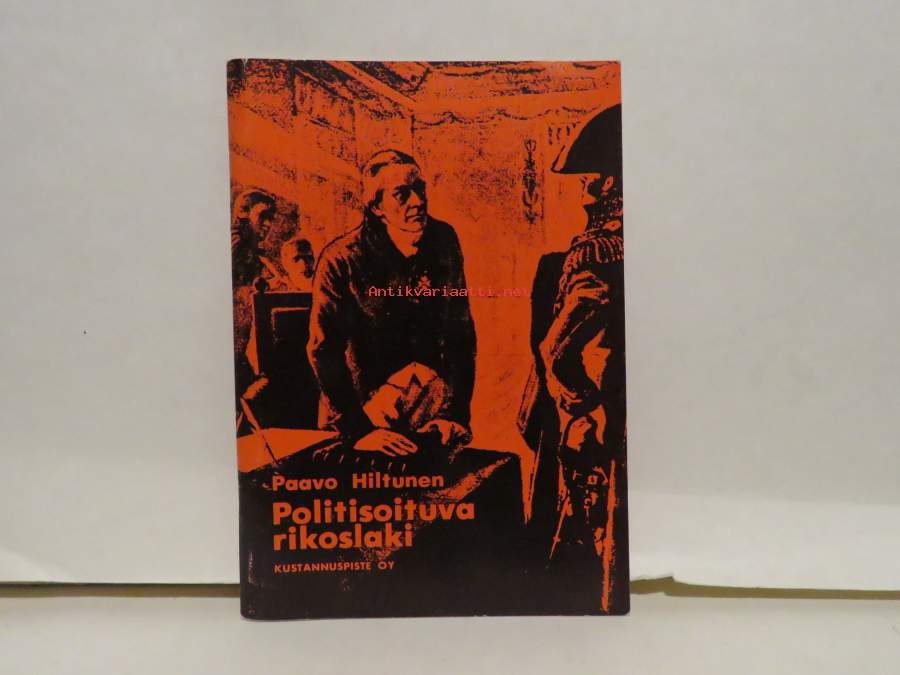 Antikvariaatti.net
Paavo Hiltunen
Politisoituva
rikoslaki
KUSTANNUSPISTE OY